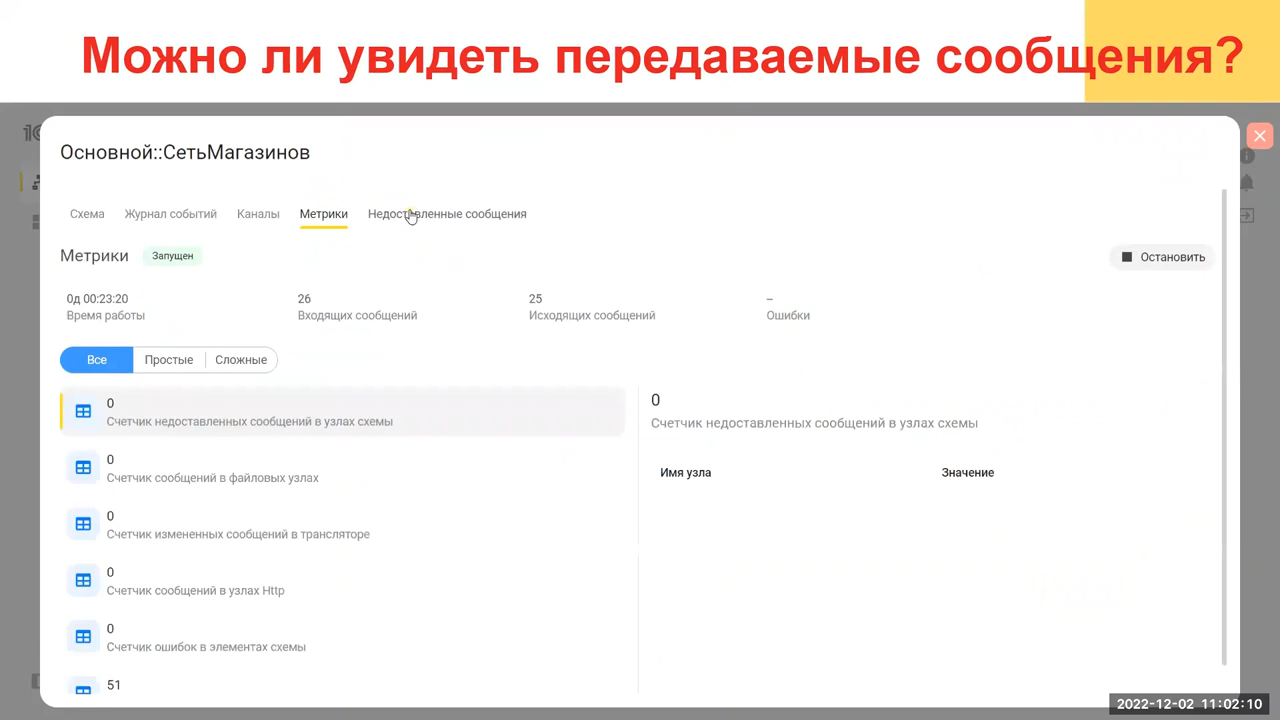 Можно ли увидеть передаваемые сообщения?
Основной::СетьМагазинов
Схема
Журнал событий
Каналы
Метрики
Недоставленные сообщения
Метрики
Запущен
Остановить
0д 00:23:20
Время работы
26
Входящих сообщений
25
Исходящих сообщений
–
Ошибки
Все
Простые
Сложные
0
Счетчик недоставленных сообщений в узлах схемы
0
Счетчик сообщений в файловых узлах
0
Счетчик измененных сообщений в трансляторе
0
Счетчик сообщений в узлах Http
0
Счетчик ошибок в элементах схемы
51
0
Счетчик недоставленных сообщений в узлах схемы
Имя узла
Значение
2022-12-02 11:02:10